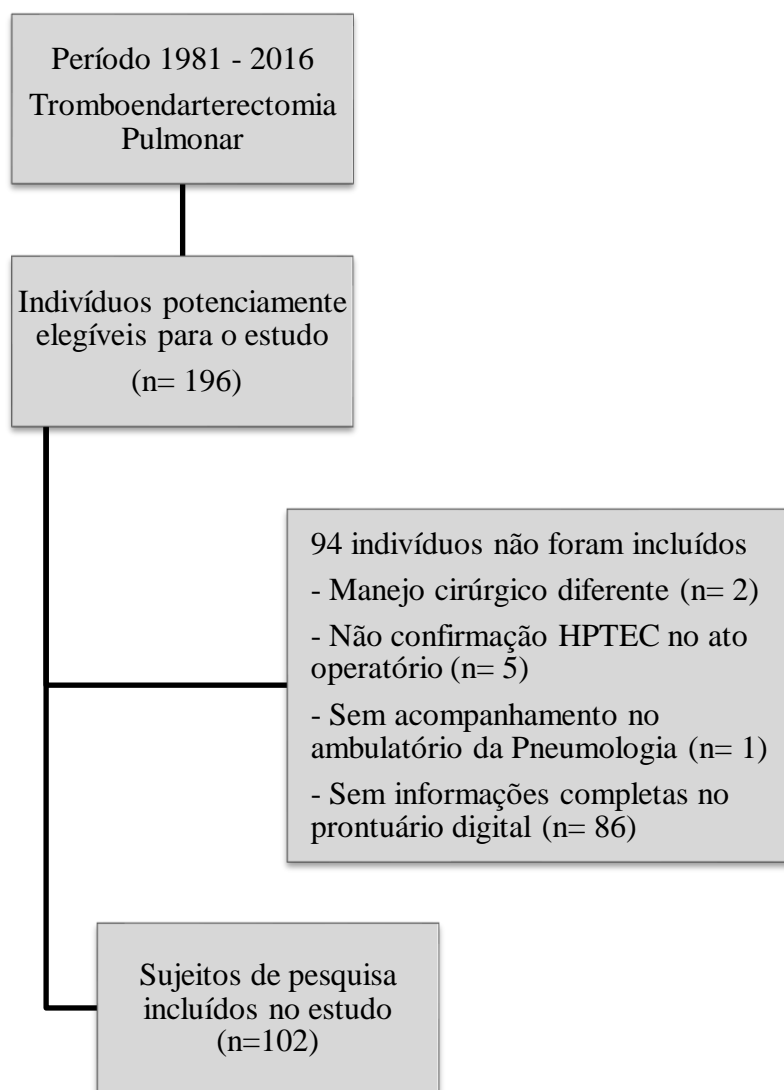 Período 1981 - 2016
Tromboendarterectomia
Pulmonar
Indivíduos potenciamente
elegíveis para o estudo
(n= 196)
94 indivíduos não foram incluídos
- Manejo cirúrgico diferente (n= 2)
- Não confirmação HPTEC no ato
operatório (n= 5)
- Sem acompanhamento no
ambulatório da Pneumologia (n= 1)
- Sem informações completas no
prontuário digital (n= 86)
Sujeitos de pesquisa
incluídos no estudo
(n=102)